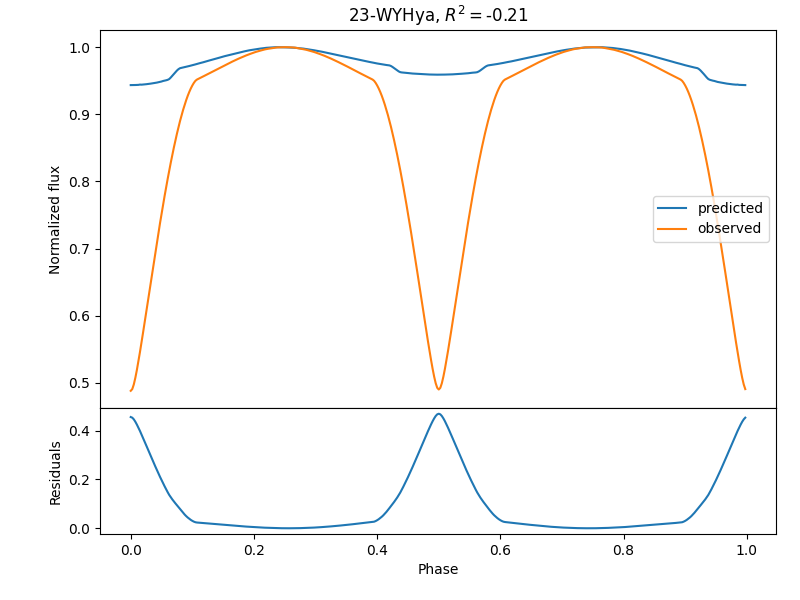 23-WYHya, R² = -0.21
1.0
0.9
0.8
0.7
0.6
0.5
Normalized flux
predicted
observed
0.4
0.2
0.0
Residuals
0.0 0.2 0.4 0.6 0.8 1.0
Phase